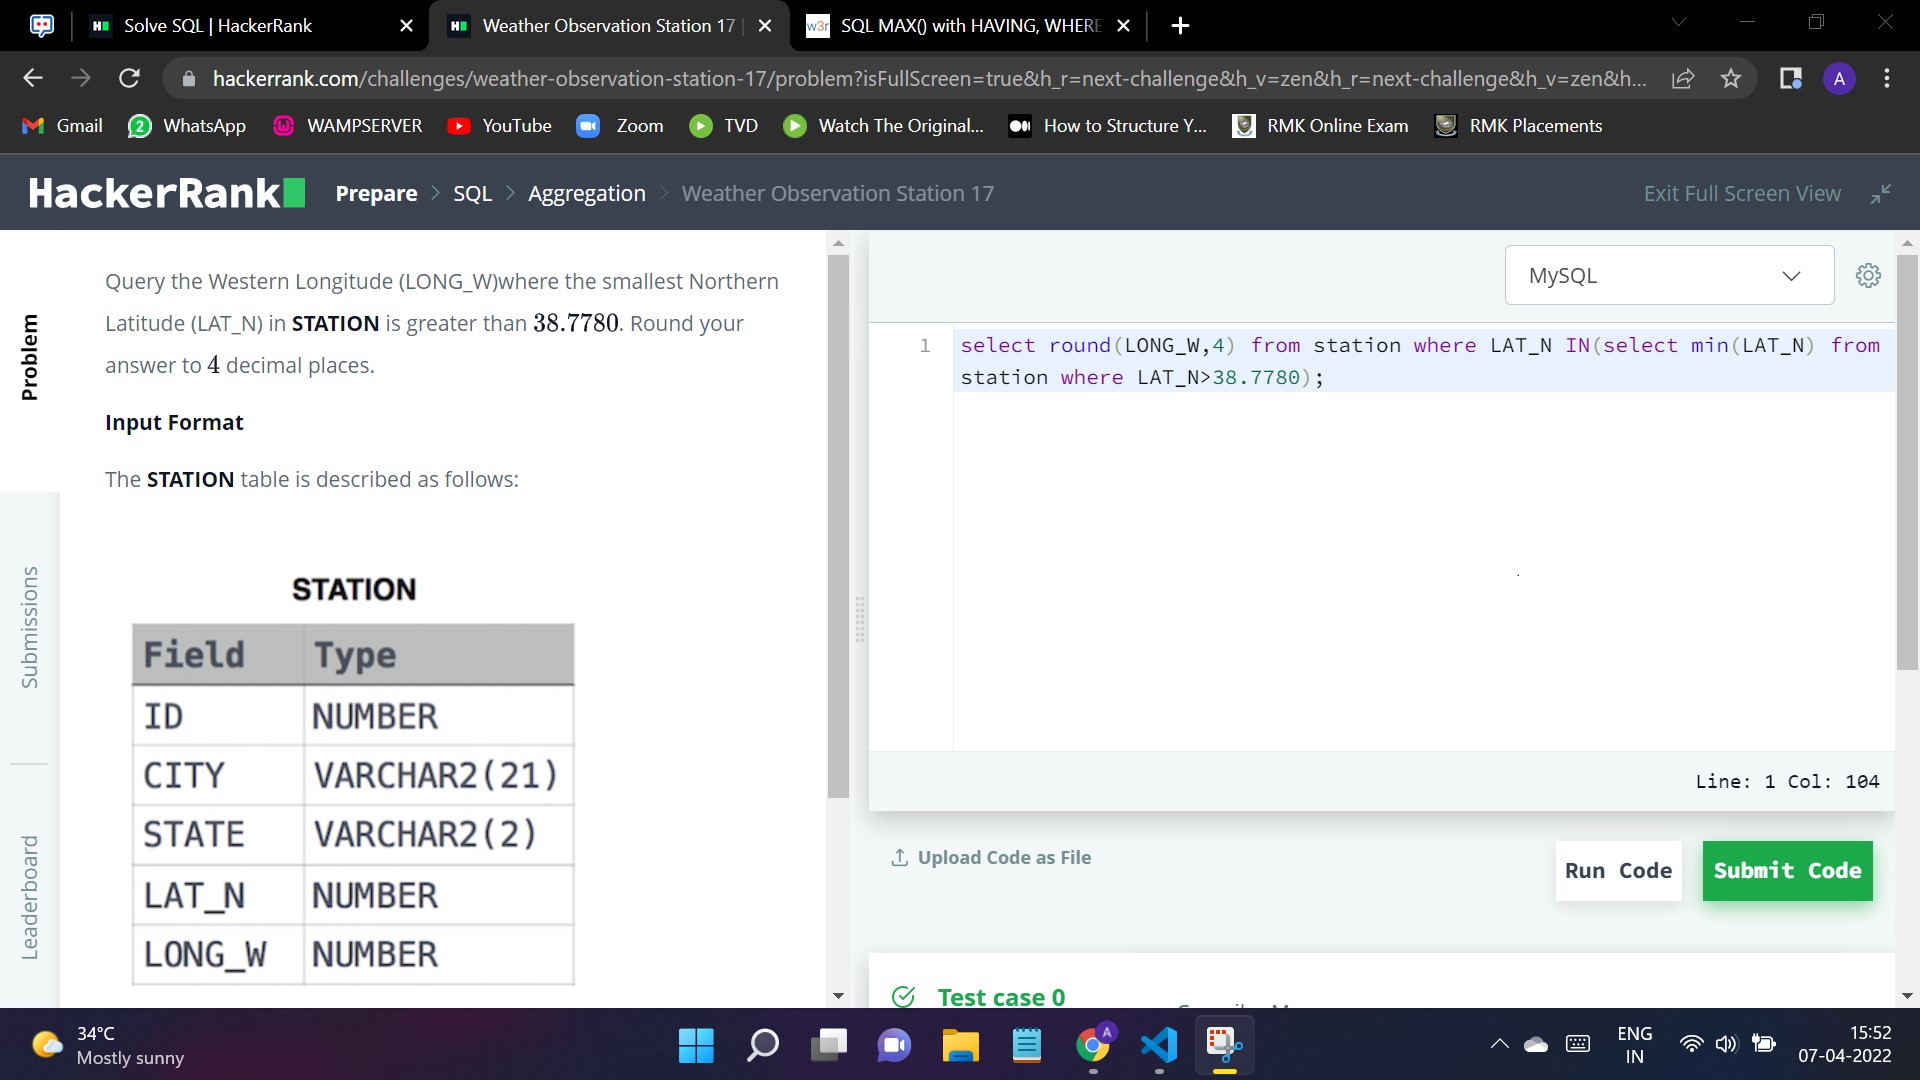 Solve SQL | HackerRank
Weather Observation Station 17 |
w3r SQL MAX() with HAVING, WHERE
hackerrank.com/challenges/weather-observation-station-17/problem?isFullScreen=true&h_r=next-challenge&h_v=zen&h_r=next-challenge&h_v=zen&h...
A
Gmail
2 WhatsApp
WAMPSERVER
YouTube
Zoom
TVD
Watch The Original...
How to Structure Y...
RMK Online Exam
RMK Placements
HackerRank
Prepare > SQL > Aggregation > Weather Observation Station 17
Exit Full Screen View
Problem
Submissions
Leaderboard
Query the Western Longitude (LONG_W)where the smallest Northern
Latitude (LAT_N) in STATION is greater than 38.7780. Round your
answer to 4 decimal places.
Input Format
The STATION table is described as follows:
STATION
Field Type
ID NUMBER
CITY VARCHAR2(21)
STATE VARCHAR2(2)
LAT_N NUMBER
LONG_W NUMBER
MySQL
1 select round(LONG_W,4) from station where LAT_N IN(select min(LAT_N) from
station where LAT_N>38.7780);
Line: 1 Col: 104
Upload Code as File
Run Code
Submit Code
Test case 0
34°C
Mostly sunny
A
ENG
IN
15:52
07-04-2022